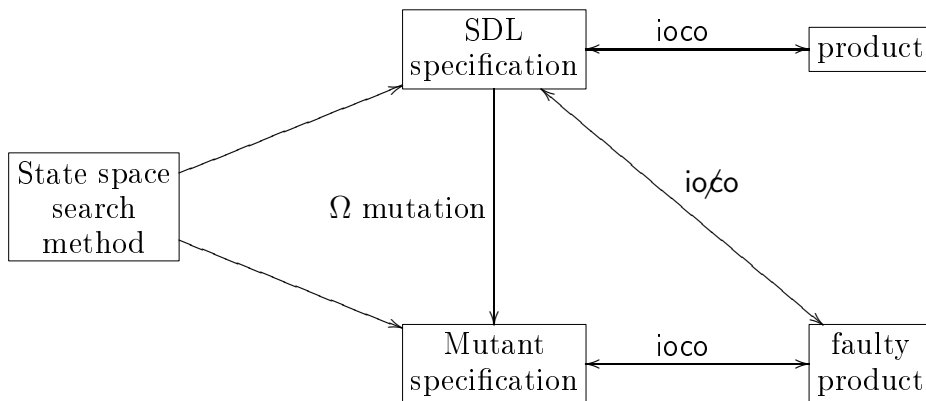 SDL
specification
ioco
product
State space
search
method
Ω mutation
io̸co
Mutant
specification
ioco
faulty
product